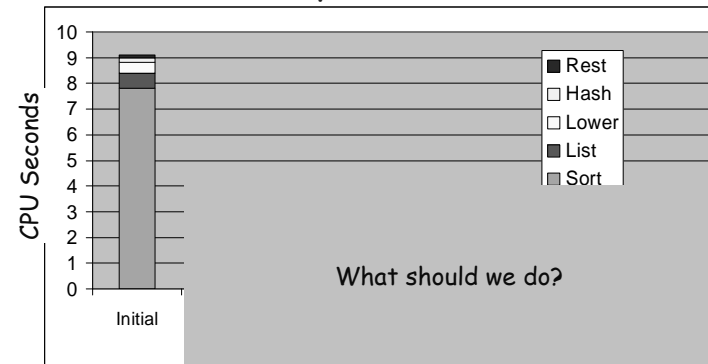 10
9
8
7
6
5
4
3
2
1
0
CPU Seconds
Initial
Rest
Hash
Lower
List
Sort
What should we do?